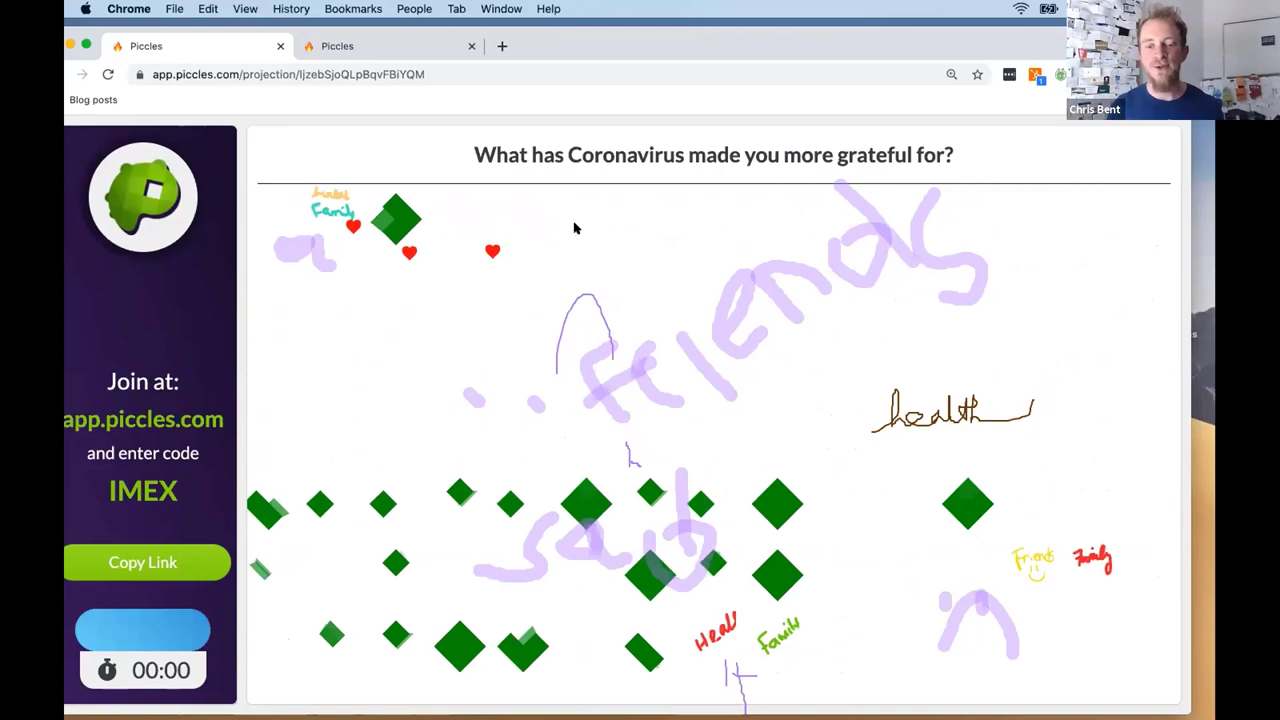 Chrome File Edit View History Bookmarks People Tab Window Help
Piccles
Piccles
app.piccles.com/projection/IjzebSjoQLpBqvFBiYQM
Chris Bent
Blog posts
What has Coronavirus made you more grateful for?
Family
friends
health
h
said
Friends Family
Heal Family
Join at:
app.piccles.com
and enter code
IMEX
Copy Link
00:00